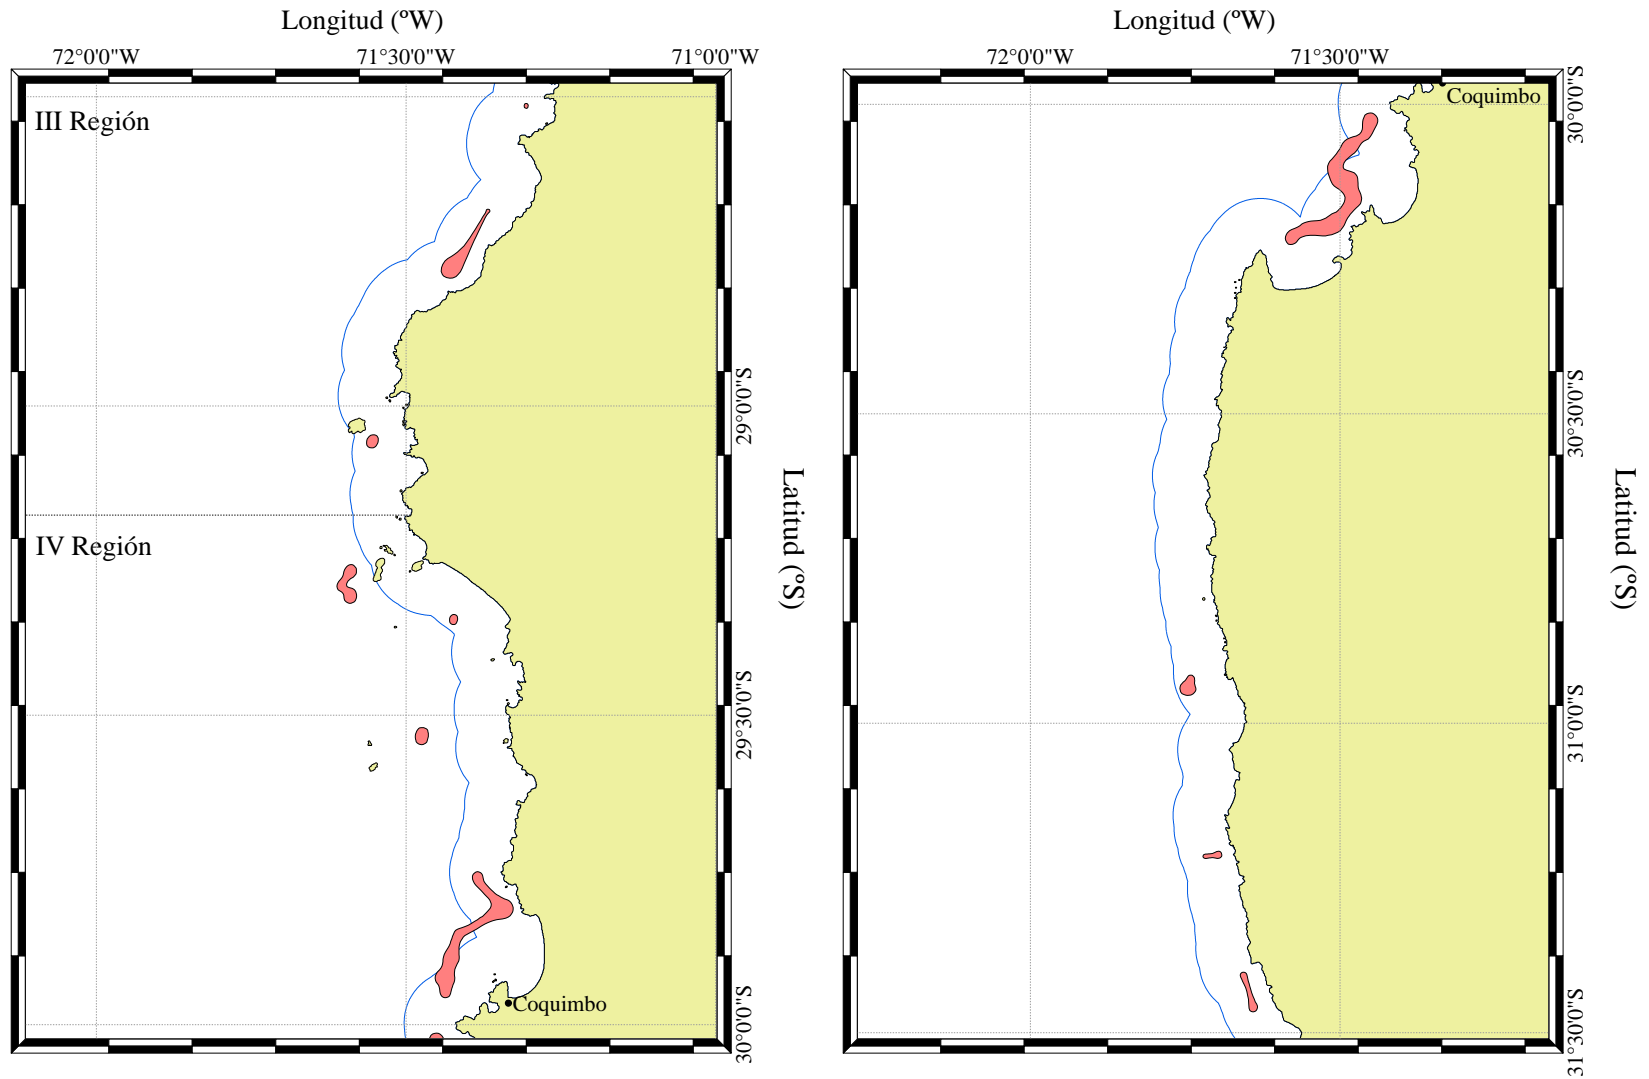 Longitud (ºW)
72°0'0"W
71°30'0"W
71°0'0"W
III Región
29°0'0"S
IV Región
Latitud (ºS)
29°30'0"S
Coquimbo
30°0'0"S
Longitud (ºW)
72°0'0"W
71°30'0"W
Coquimbo
30°0'0"S
30°30'0"S
Latitud (ºS)
31°0'0"S
31°30'0"S